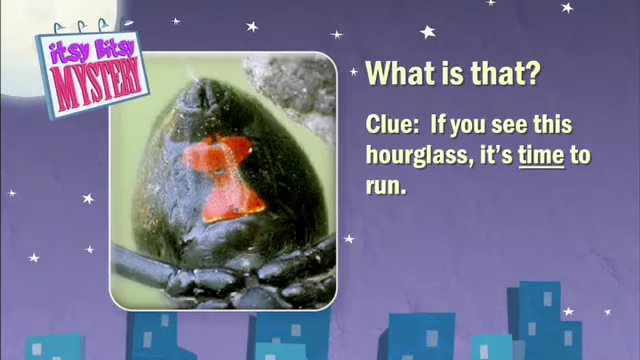 itsy Bitsy
MYSTERY
What is that?
Clue: If you see this
hourglass, it's time to
run.